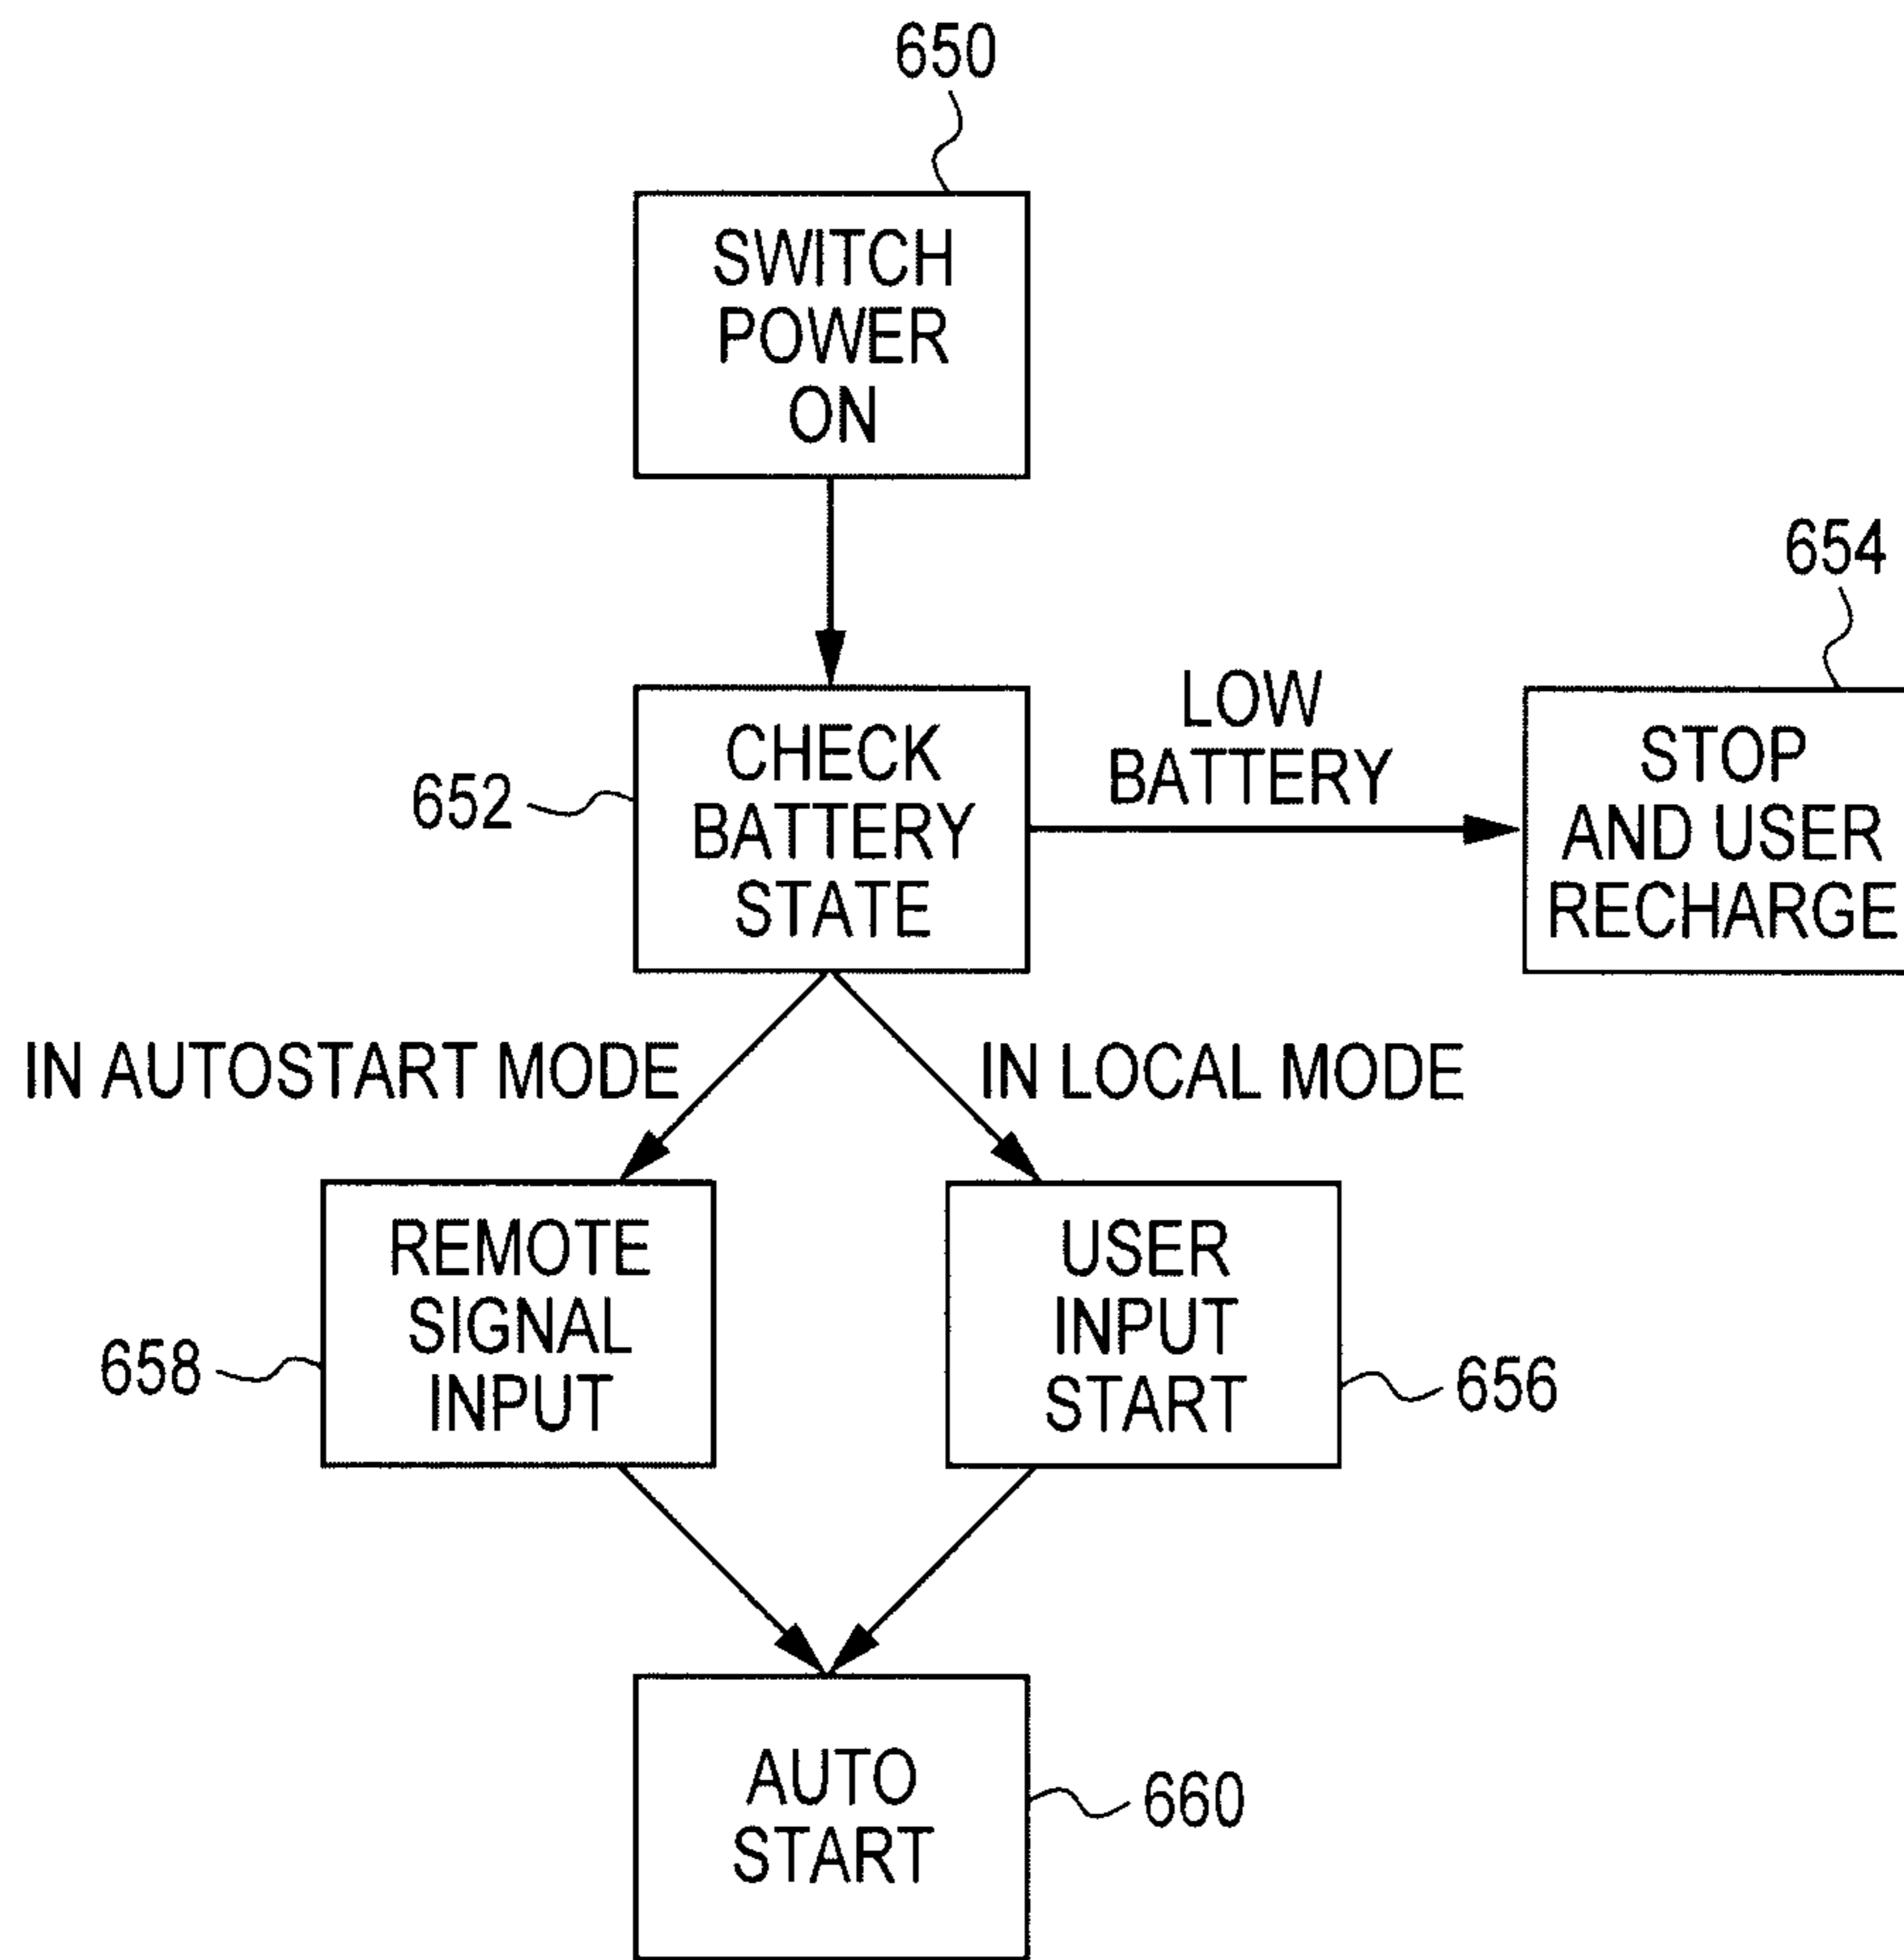 650
SWITCH
POWER
ON
654
652
CHECK
BATTERY
STATE
LOW
BATTERY
STOP
AND USER
RECHARGE
IN AUTOSTART MODE
IN LOCAL MODE
658
REMOTE
SIGNAL
INPUT
USER
INPUT
START
656
AUTO
START
660